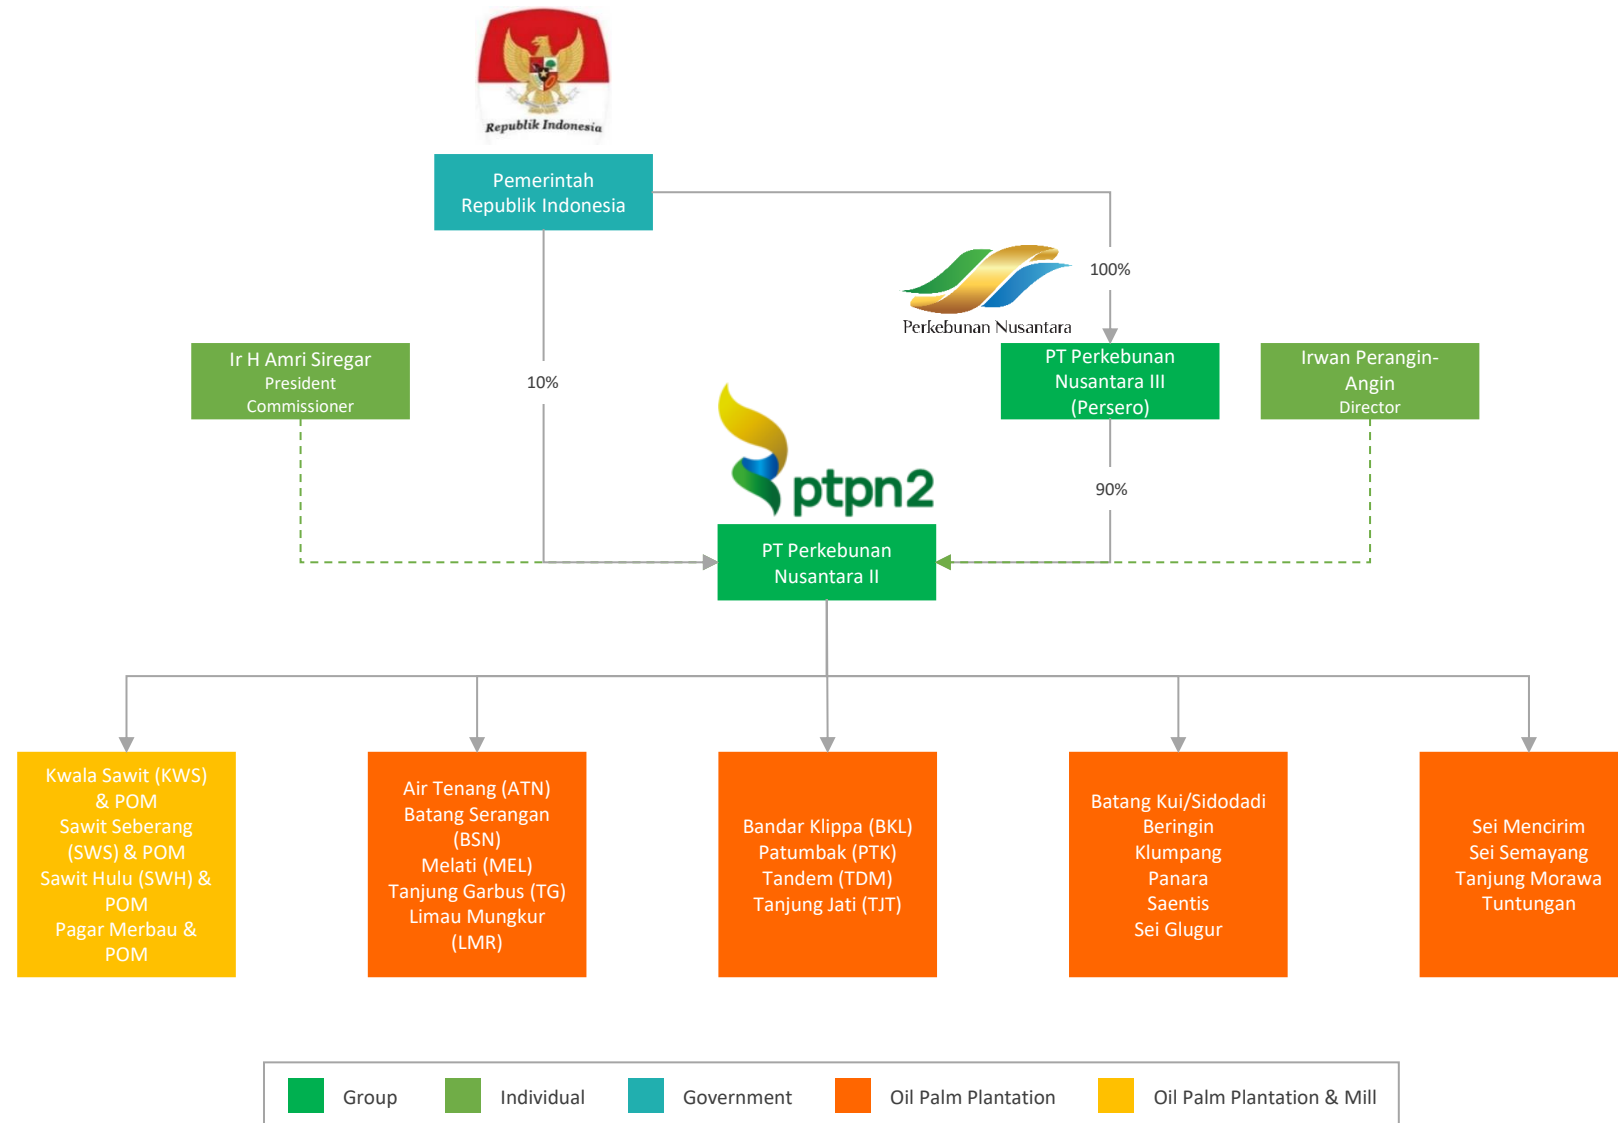 Republik Indonesia
Pemerintah
Republik Indonesia
100%
Perkebunan Nusantara
Ir H Amri Siregar
President
Commissioner
10%
PT Perkebunan
Nusantara III
(Persero)
Irwan Perangin-
Angin
Director
ptpn2
90%
PT Perkebunan
Nusantara II
Kwala Sawit (KWS)
& POM
Sawit Seberang
(SWS) & POM
Sawit Hulu (SWH) &
POM
Pagar Merbau &
POM
Air Tenang (ATN)
Batang Serangan
(BSN)
Melati (MEL)
Tanjung Garbus (TG)
Limau Mungkur
(LMR)
Bandar Klippa (BKL)
Patumbak (PTK)
Tandem (TDM)
Tanjung Jati (TJT)
Batang Kui/Sidodadi
Beringin
Klumpang
Panara
Saentis
Sei Glugur
Sei Mencirim
Sei Semayang
Tanjung Morawa
Tuntungan
Group
Individual
Government
Oil Palm Plantation
Oil Palm Plantation & Mill